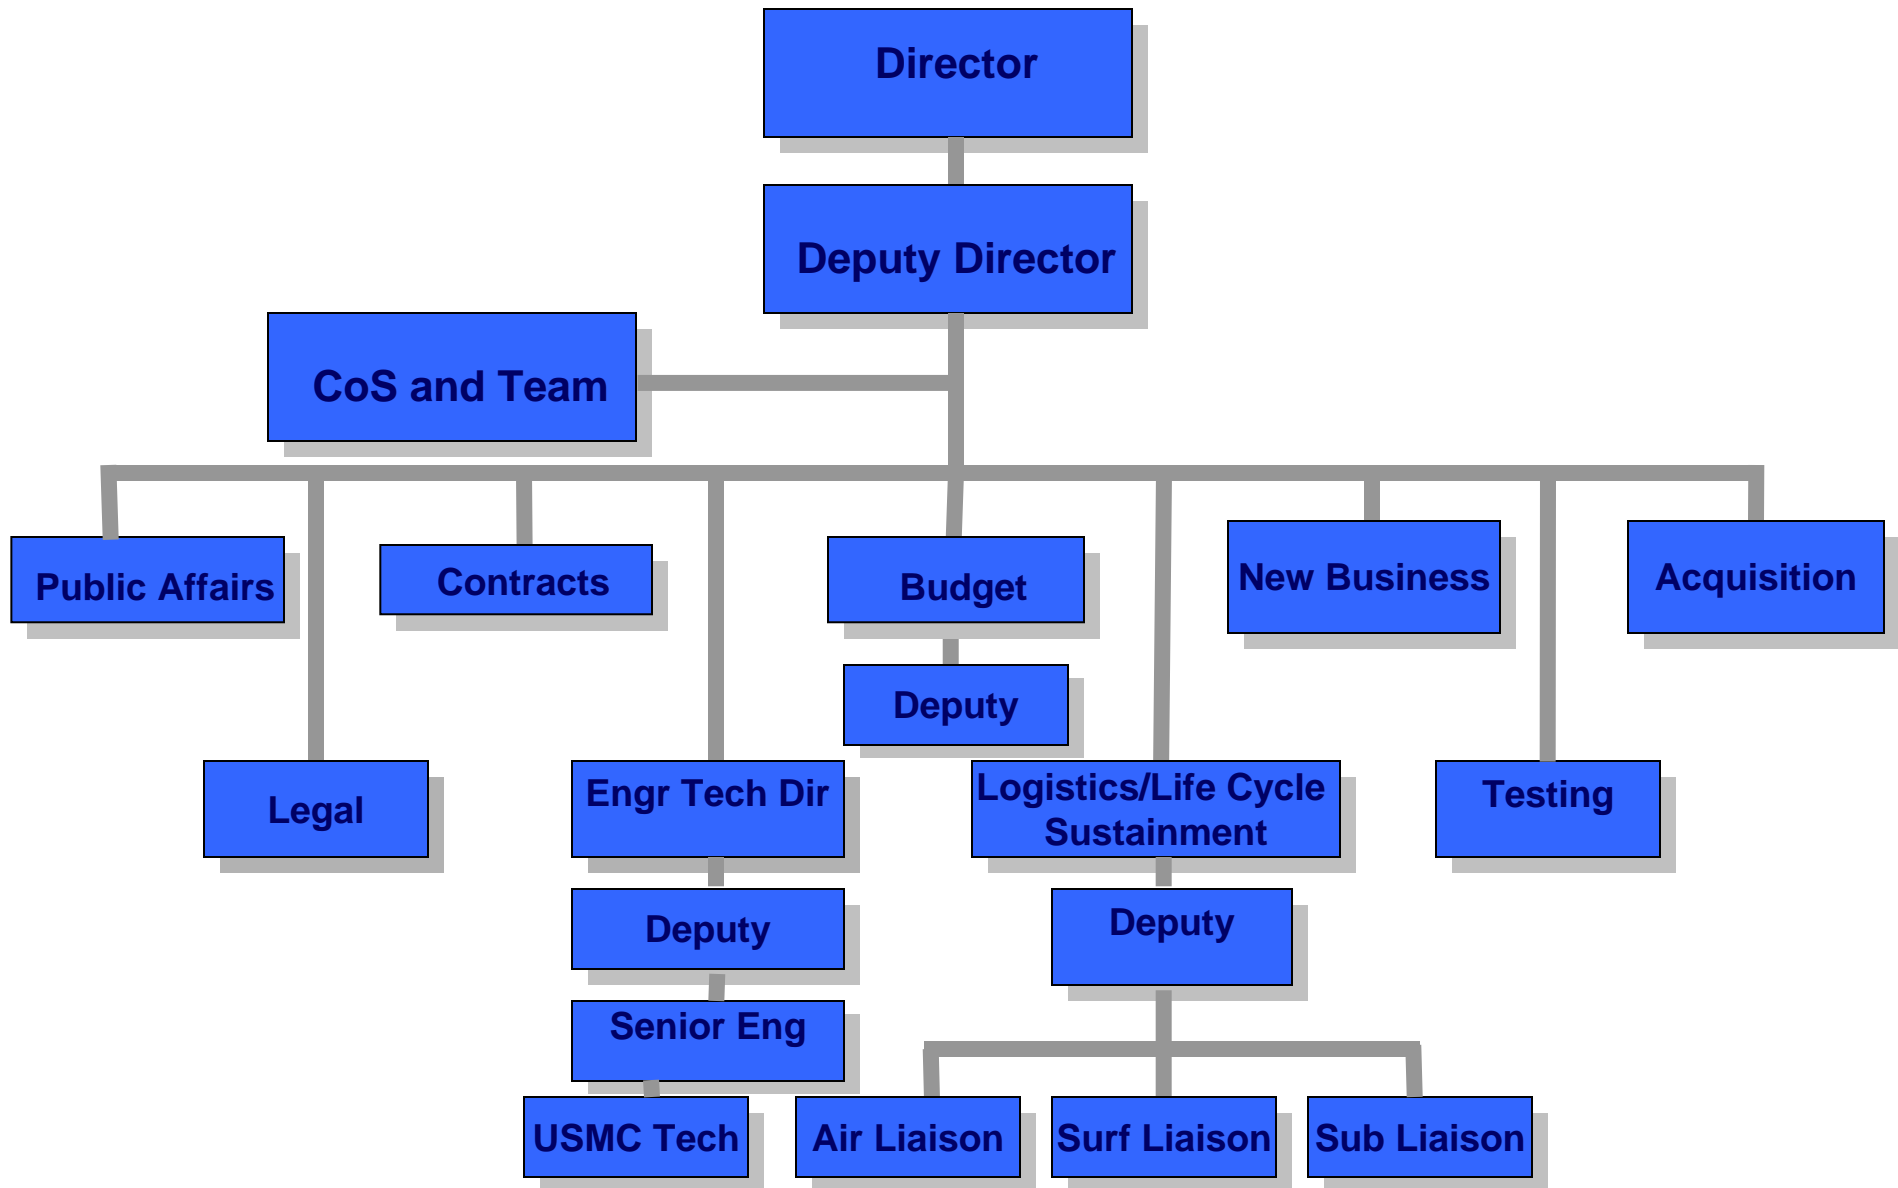 Director
Deputy Director
CoS and Team
Public Affairs
Contracts
Budget
New Business
Acquisition
Deputy
Legal
Engr Tech Dir
Logistics/Life Cycle
Sustainment
Testing
Deputy
Deputy
Senior Eng
USMC Tech
Air Liaison
Surf Liaison
Sub Liaison